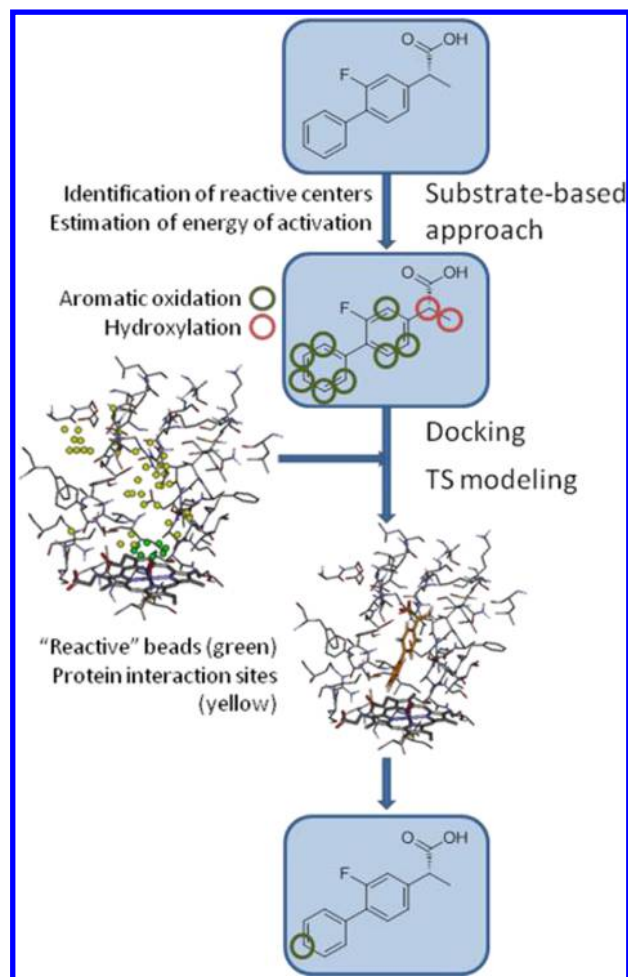 O
OH
F
Identification of reactive centers
Estimation of energy of activation
Substrate-based
approach
O
OH
F
Aromatic oxidation
Hydroxylation
Docking
TS modeling
"Reactive" beads (green)
Protein interaction sites
(yellow)
O
OH
F